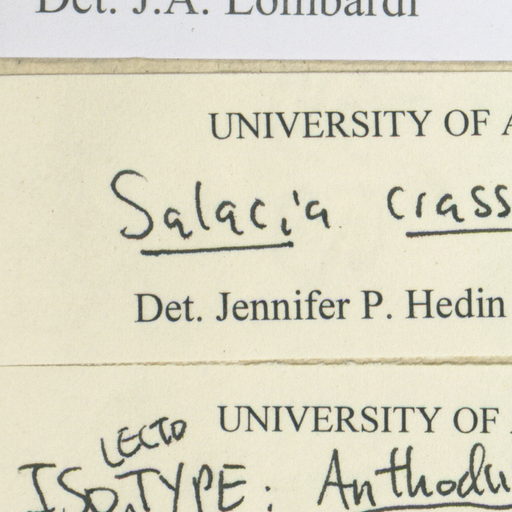 Det. J.A. Lombardi
UNIVERSITY OF A
Salacia crass
Det. Jennifer P. Hedin
UNIVERSITY OF
LECTO
ISOTYPE: Anthodu